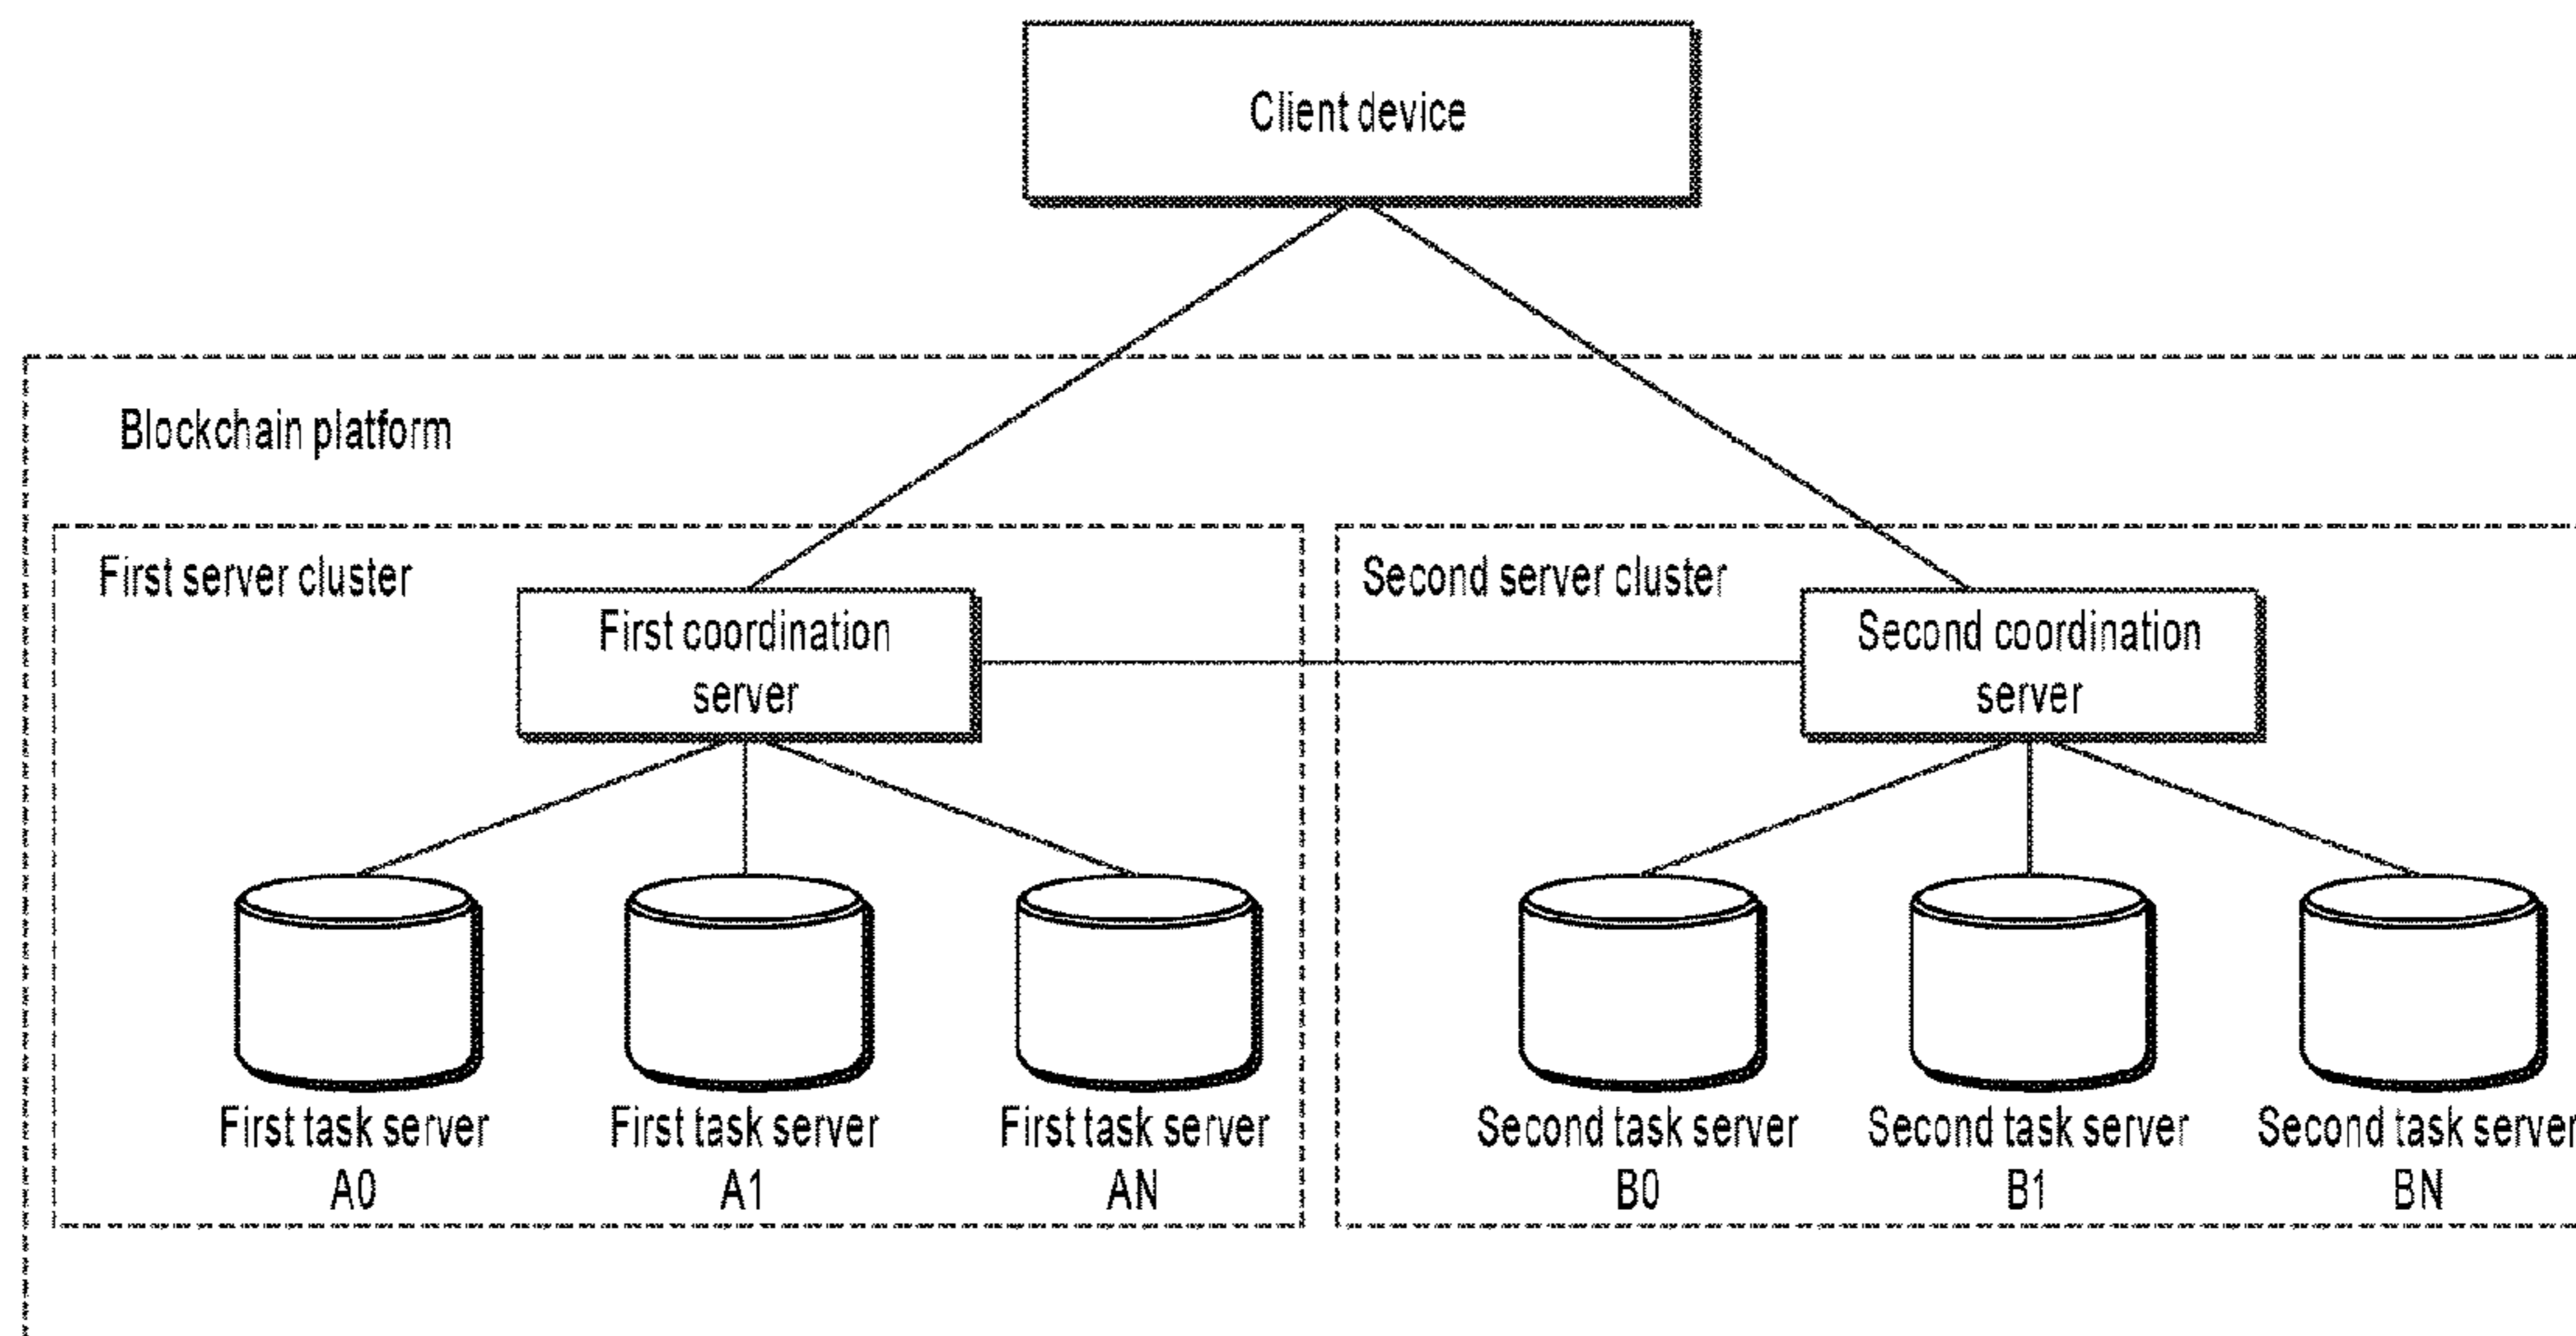 Client device
Blockchain platform
First server cluster
Second server cluster
First coordination
server
Second coordination
server
First task server
A0
First task server
A1
First task server
AN
Second task server
B0
Second task server
B1
Second task server
BN